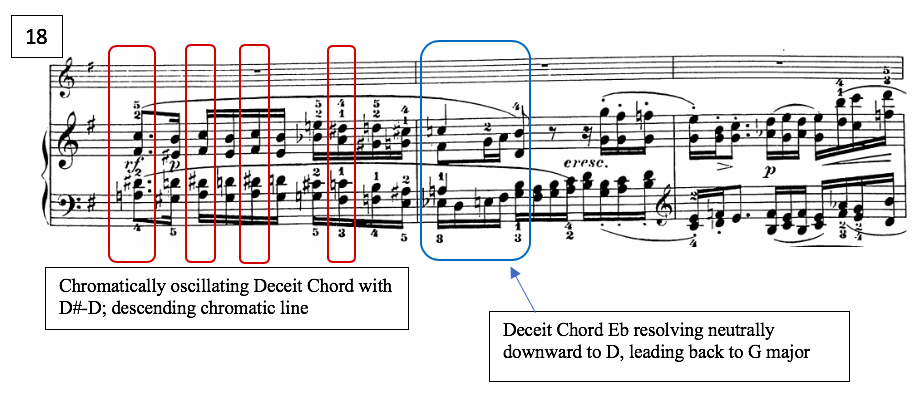 18
rf p cresc. p
Chromatically oscillating Deceit Chord with
D#-D; descending chromatic line
Deceit Chord Eb resolving neutrally
downward to D, leading back to G major